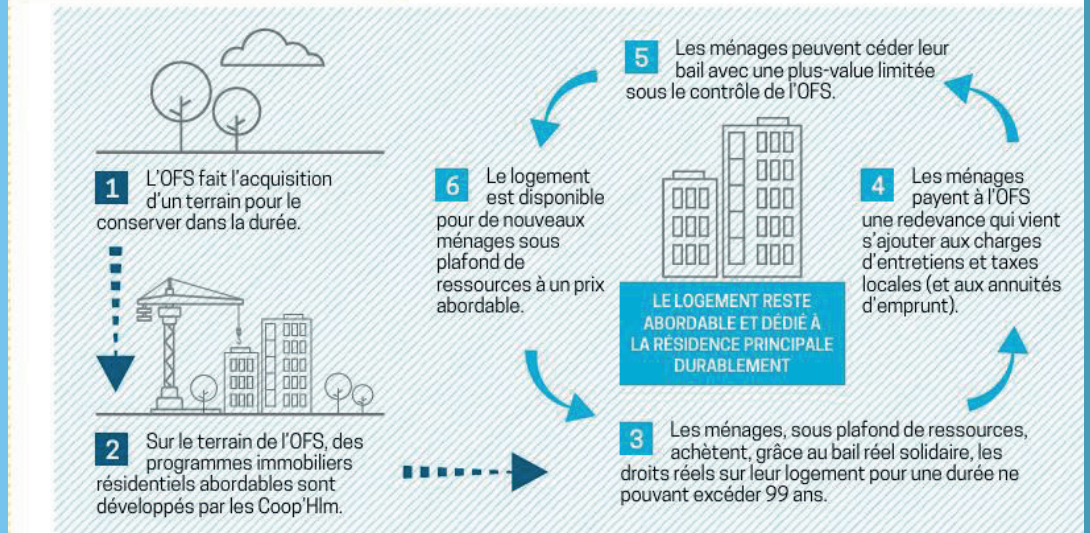 1 L'OFS fait l'acquisition
d'un terrain pour le
conserver dans la durée.
2 Sur le terrain de l'OFS, des
programmes immobiliers
résidentiels abordables sont
développés par les Coop'Hlm.
3 Les ménages, sous plafond de ressources,
achètent, grâce au bail réel solidaire, les
droits réels sur leur logement pour une durée ne
pouvant excéder 99 ans.
4 Les ménages
payent à l'OFS
une redevance qui vient
s'ajouter aux charges
d'entretiens et taxes
locales (et aux annuités
d'emprunt).
5 Les ménages peuvent céder leur
bail avec une plus-value limitée
sous le contrôle de l'OFS.
6 Le logement
est disponible
pour de nouveaux
ménages sous
plafond de
ressources à un prix
abordable.
LE LOGEMENT RESTE
ABORDABLE ET DÉDIÉ À
LA RÉSIDENCE PRINCIPALE
DURABLEMENT